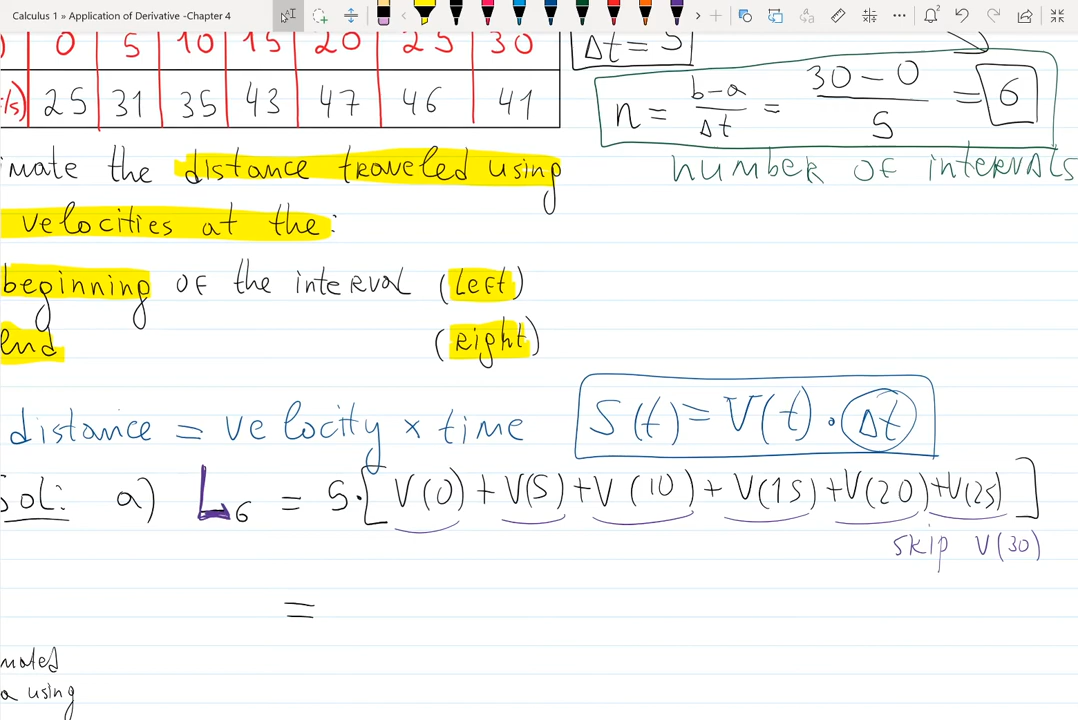 Calculus 1 » Application of Derivative -Chapter 4
) 0 5 10 15 20 25 30
/s) 25 31 35 43 47 46 41
Δt = 5
n = b-a/Δt = 30-0/5 = 6
number of intervals
mate the distance traveled using
velocities at the:
beginning of the interval (Left)
end (Right)
distance = velocity × time
S(t) = V(t) · Δt
Sol: a) L6 = 5·[V(0) + V(5) + V(10) + V(15) + V(20) + V(25)]
skip V(30)
=
mated
a using